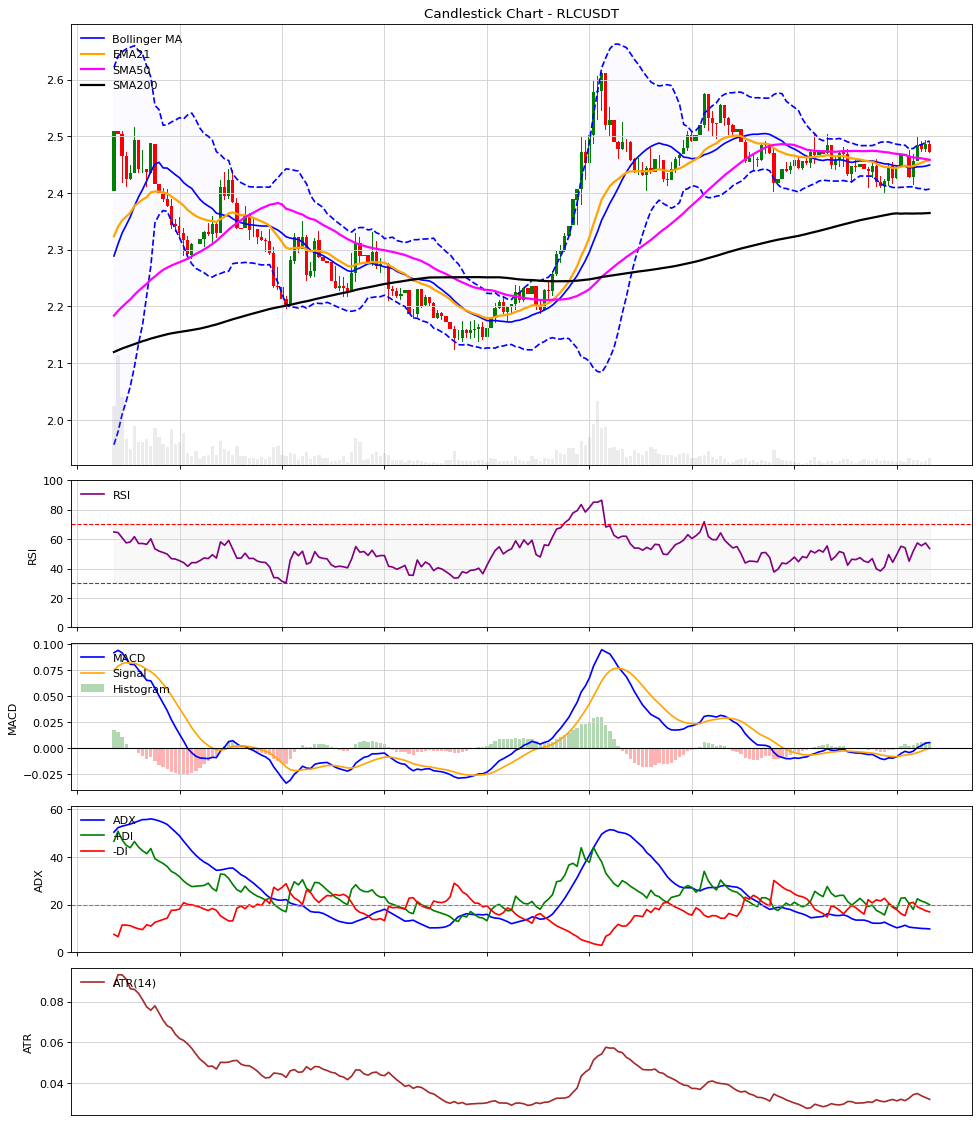 Candlestick Chart - RLCUSDT
Bollinger MA
EMA21
SMA50
SMA200
2.6
2.5
2.4
2.3
2.2
2.1
2.0
RSI
100
80
60
40
20
0
RSI
MACD
Signal
Histogram
0.100
0.075
0.050
0.025
0.000
−0.025
MACD
ADX
+DI
-DI
60
40
20
0
ADX
ATR(14)
0.08
0.06
0.04
ATR